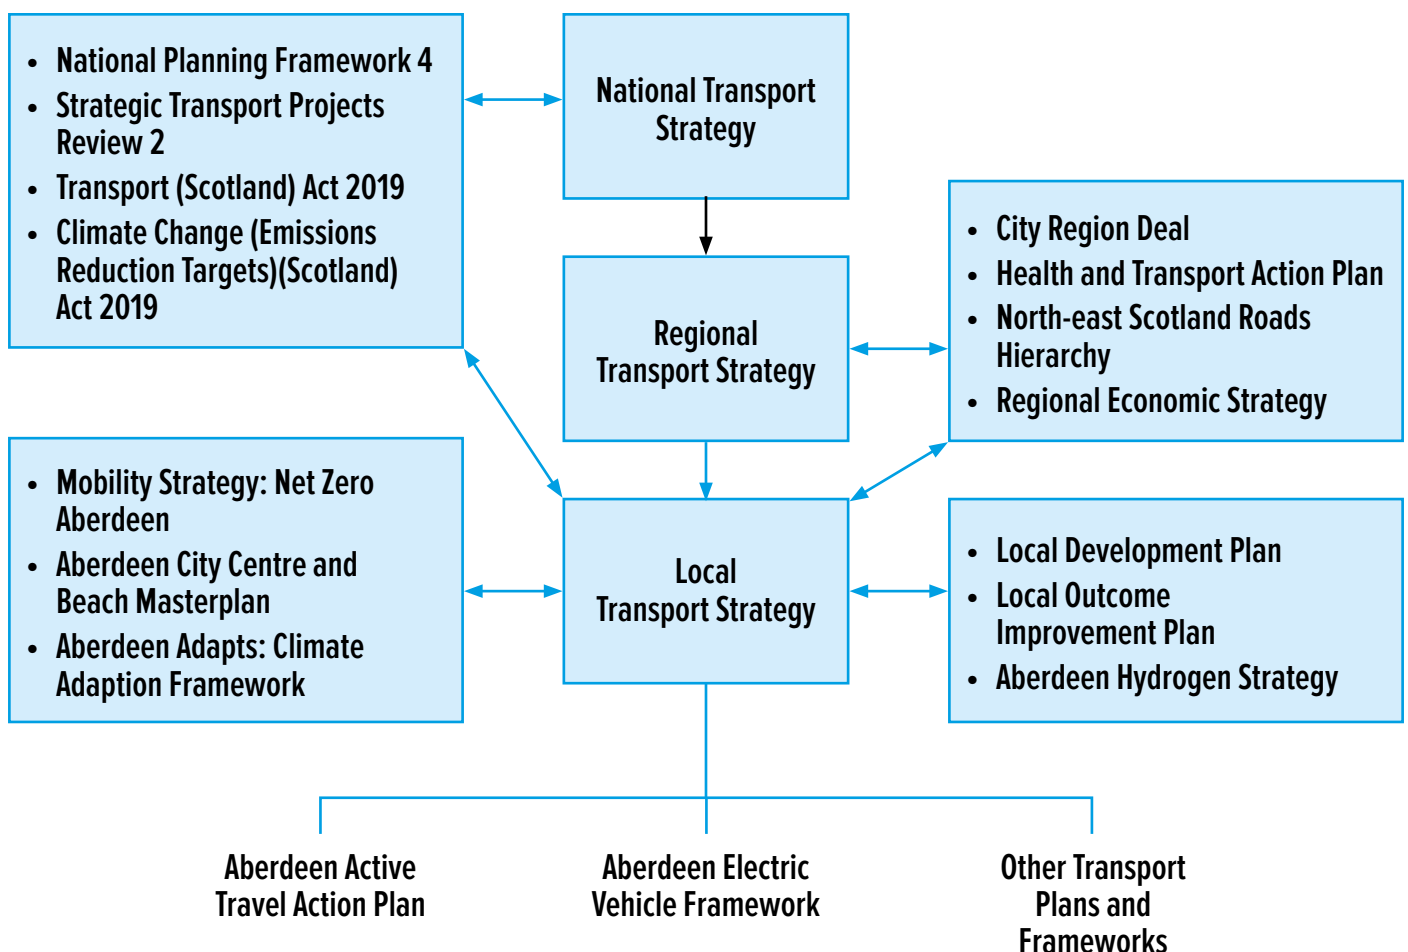 • National Planning Framework 4
• Strategic Transport Projects
Review 2
• Transport (Scotland) Act 2019
• Climate Change (Emissions
Reduction Targets)(Scotland)
Act 2019
National Transport
Strategy
• City Region Deal
• Health and Transport Action Plan
• North-east Scotland Roads
Hierarchy
• Regional Economic Strategy
Regional
Transport Strategy
• Mobility Strategy: Net Zero
Aberdeen
• Aberdeen City Centre and
Beach Masterplan
• Aberdeen Adapts: Climate
Adaption Framework
Local
Transport Strategy
• Local Development Plan
• Local Outcome
Improvement Plan
• Aberdeen Hydrogen Strategy
Aberdeen Active
Travel Action Plan
Aberdeen Electric
Vehicle Framework
Other Transport
Plans and
Frameworks